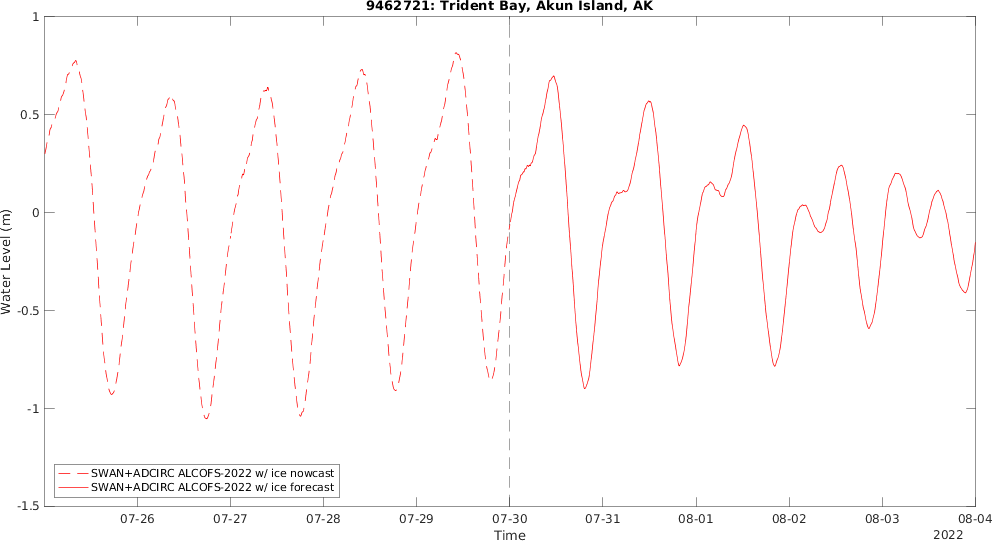 9462721: Trident Bay, Akun Island, AK
1
0.5
0
-0.5
-1
-1.5
Water Level (m)
SWAN+ADCIRC ALCOFS-2022 w/ ice nowcast
SWAN+ADCIRC ALCOFS-2022 w/ ice forecast
07-26 07-27 07-28 07-29 07-30 07-31 08-01 08-02 08-03 08-04
Time
2022